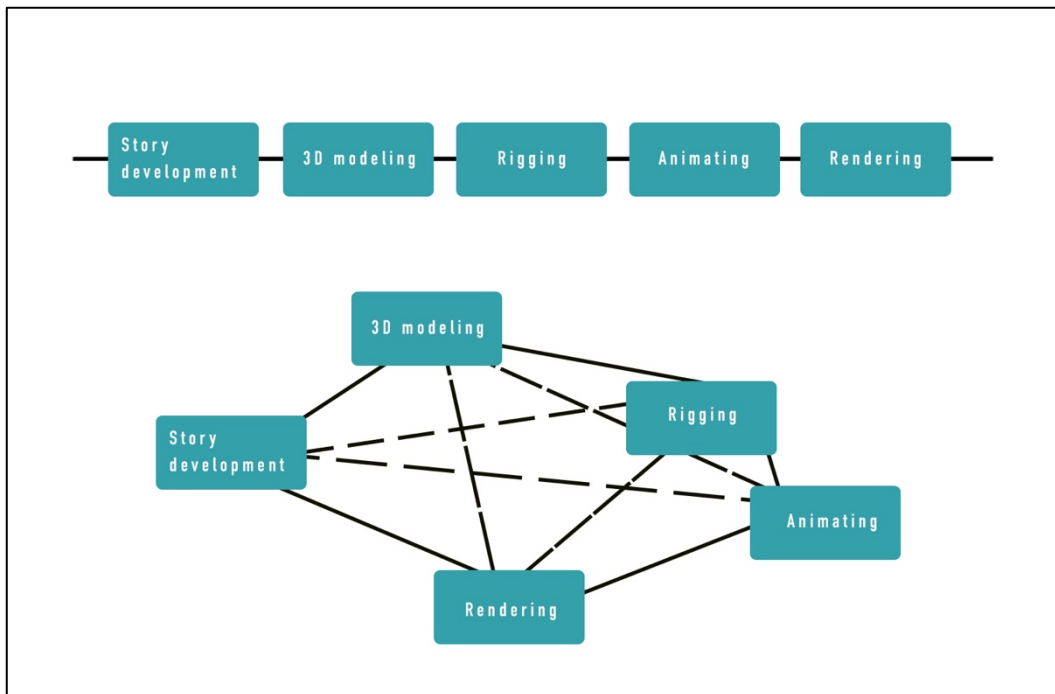 Story
development
3D modeling
Rigging
Animating
Rendering
3D modeling
Rigging
Story
development
Animating
Rendering